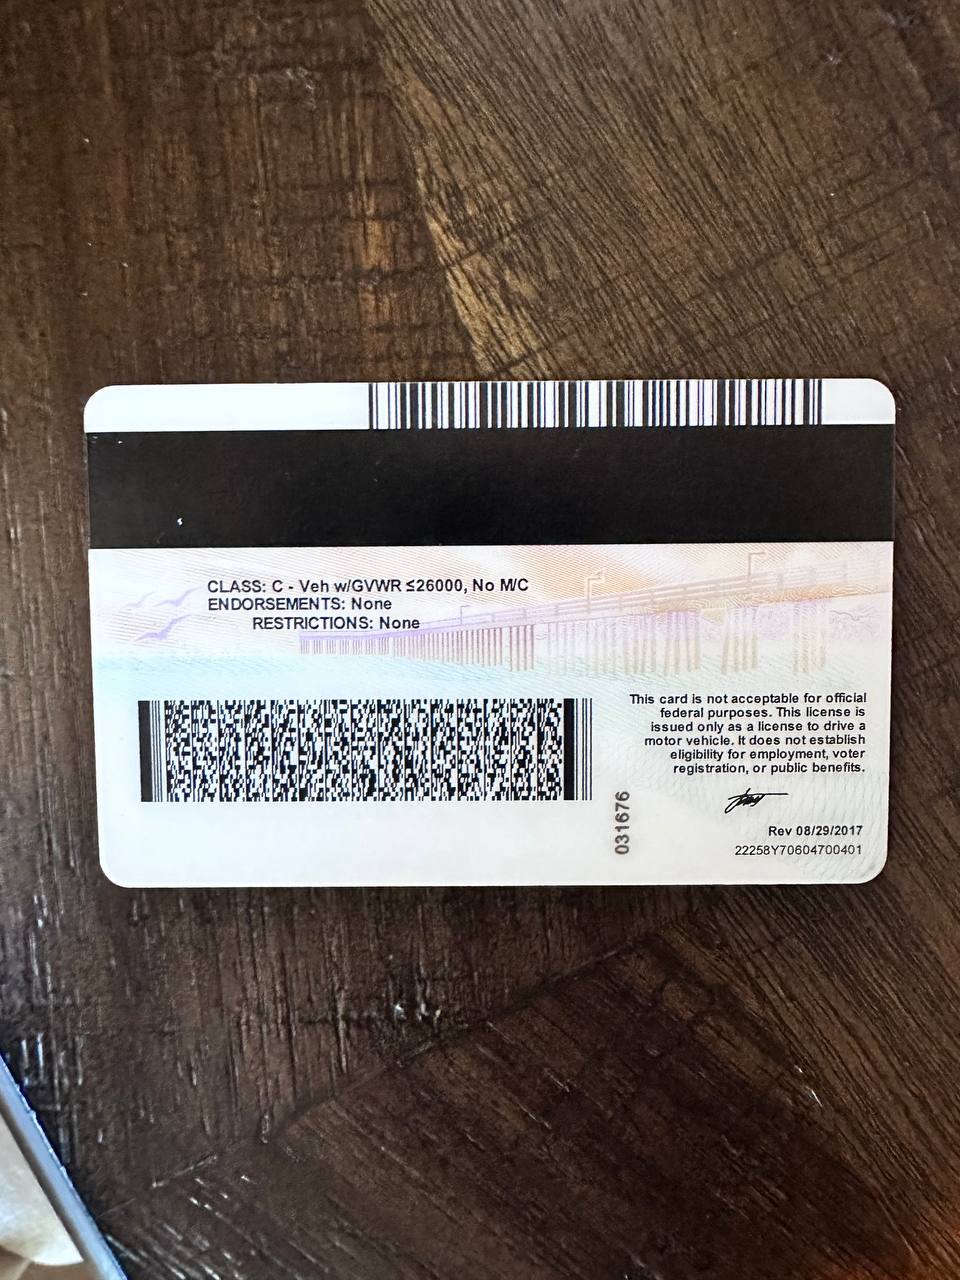 CLASS: C - Veh w/GVWR ≤26000, No M/C
ENDORSEMENTS: None
RESTRICTIONS: None
This card is not acceptable for official
federal purposes. This license is
issued only as a license to drive a
motor vehicle. It does not establish
eligibility for employment, voter
registration, or public benefits.
031676
Rev 08/29/2017
22258Y70604700401